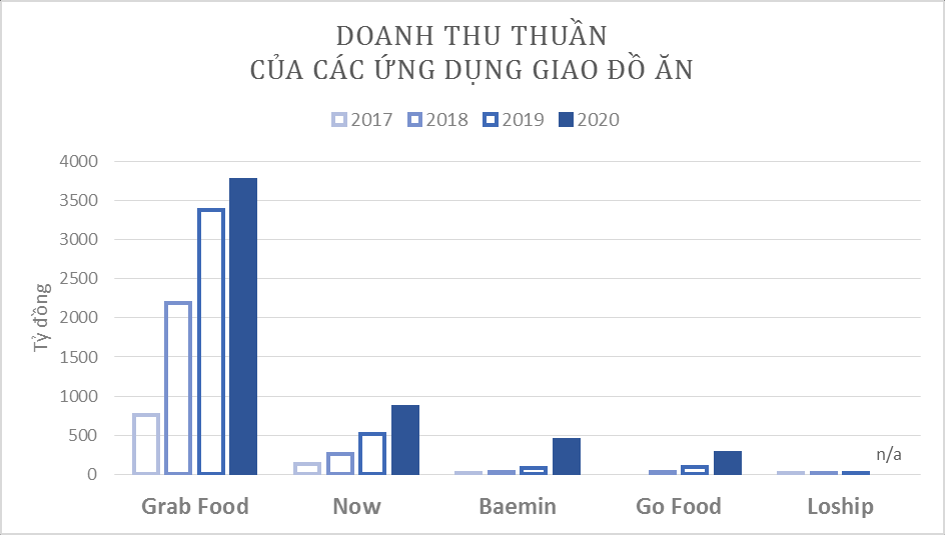 DOANH THU THUẦN
CỦA CÁC ỨNG DỤNG GIAO ĐỒ ĂN
2017 2018 2019 2020
Tỷ đồng
4000
3500
3000
2500
2000
1500
1000
500
0
n/a
Grab Food Now Baemin Go Food Loship